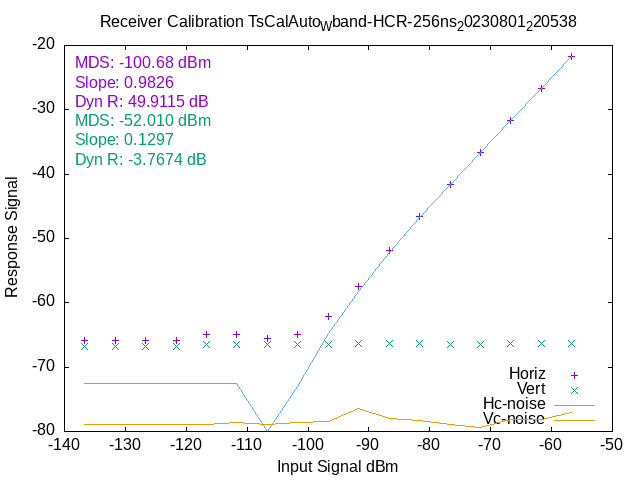 Receiver Calibration TsCalAuto_Wband-HCR-256ns_20230801_220538
-20
-30
-40
-50
-60
-70
-80
Response Signal
MDS: -100.68 dBm
Slope: 0.9826
Dyn R: 49.9115 dB
MDS: -52.010 dBm
Slope: 0.1297
Dyn R: -3.7674 dB
Horiz
Vert
Hc-noise
Vc-noise
-140 -130 -120 -110 -100 -90 -80 -70 -60 -50
Input Signal dBm